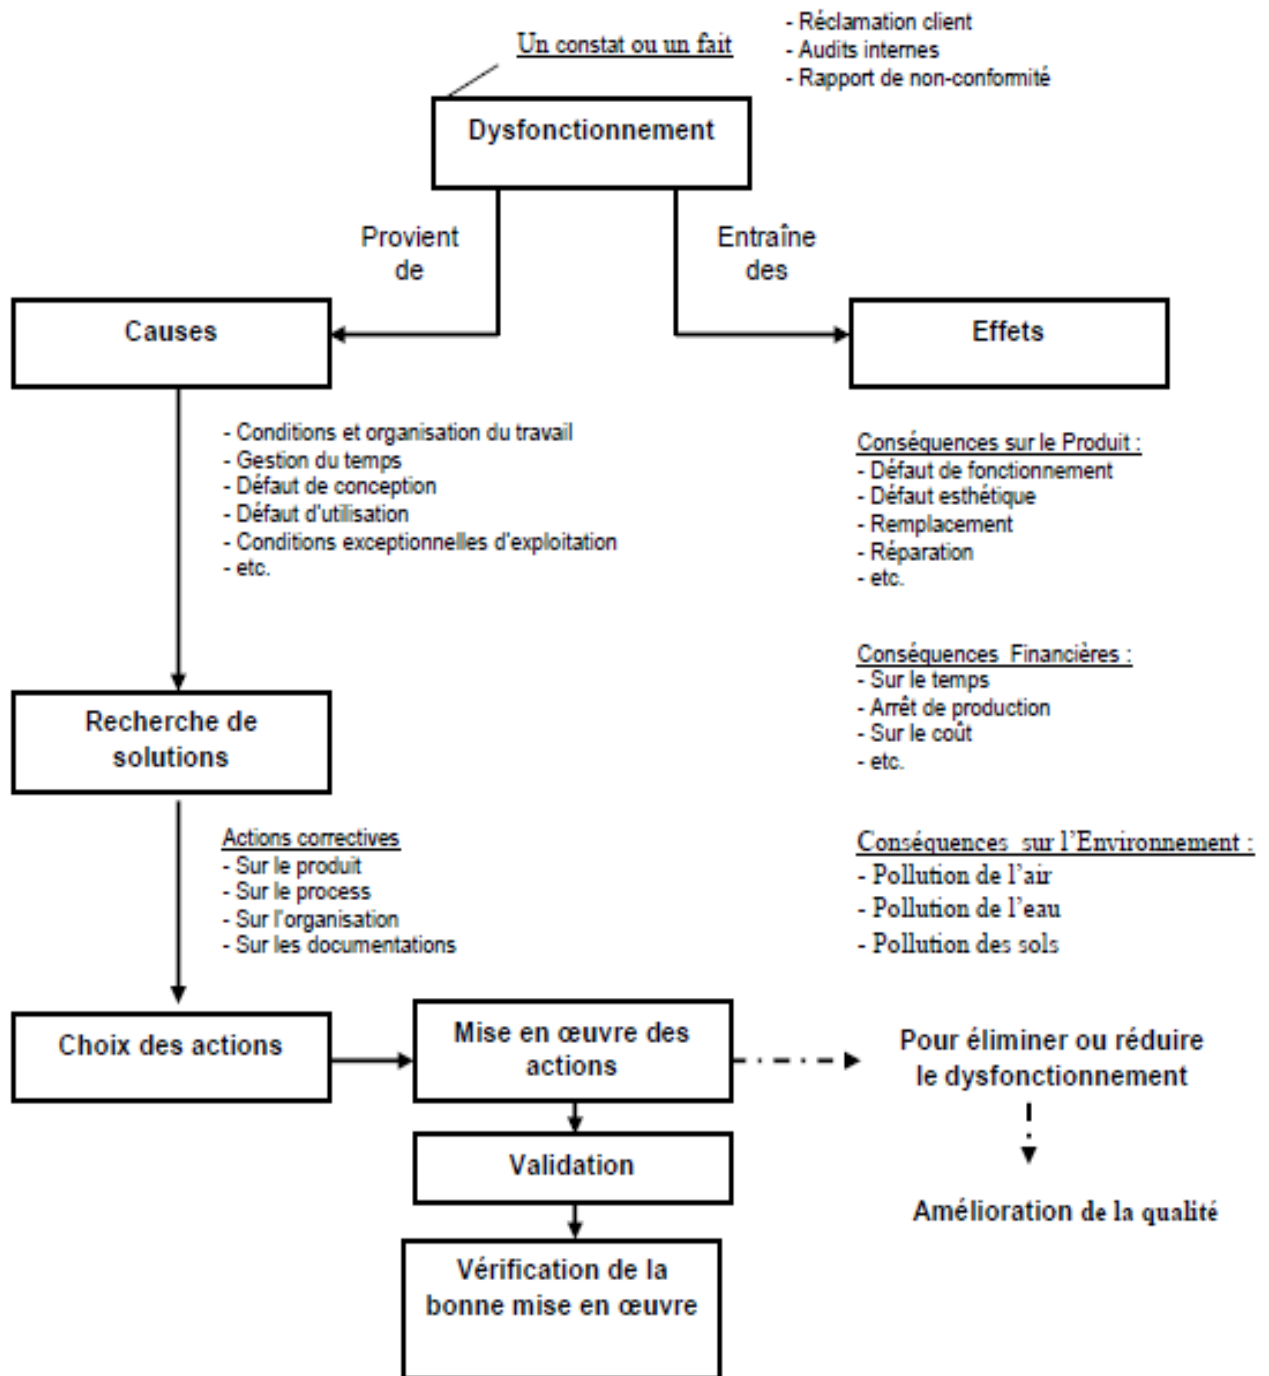 Un constat ou un fait
- Réclamation client
- Audits internes
- Rapport de non-conformité
Dysfonctionnement
Provient
de
Entraîne
des
Causes
Effets
- Conditions et organisation du travail
- Gestion du temps
- Défaut de conception
- Défaut d'utilisation
- Conditions exceptionnelles d'exploitation
- etc.
Conséquences sur le Produit :
- Défaut de fonctionnement
- Défaut esthétique
- Remplacement
- Réparation
- etc.
Conséquences Financières :
- Sur le temps
- Arrêt de production
- Sur le coût
- etc.
Recherche de
solutions
Actions correctives
- Sur le produit
- Sur le process
- Sur l'organisation
- Sur les documentations
Conséquences sur l'Environnement :
- Pollution de l'air
- Pollution de l'eau
- Pollution des sols
Choix des actions
Mise en œuvre des
actions
Pour éliminer ou réduire
le dysfonctionnement
Validation
Amélioration de la qualité
Vérification de la
bonne mise en œuvre